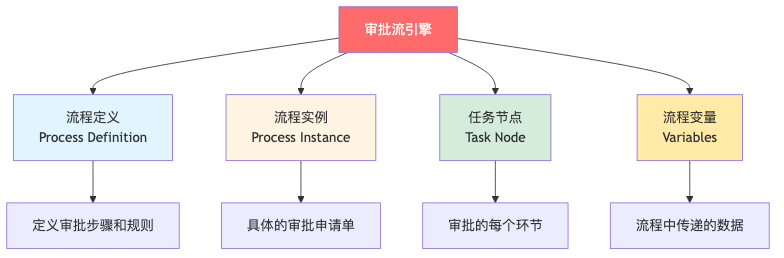 审批流引擎
流程定义
Process Definition
流程实例
Process Instance
任务节点
Task Node
流程变量
Variables
定义审批步骤和规则
具体的审批申请单
审批的每个环节
流程中传递的数据